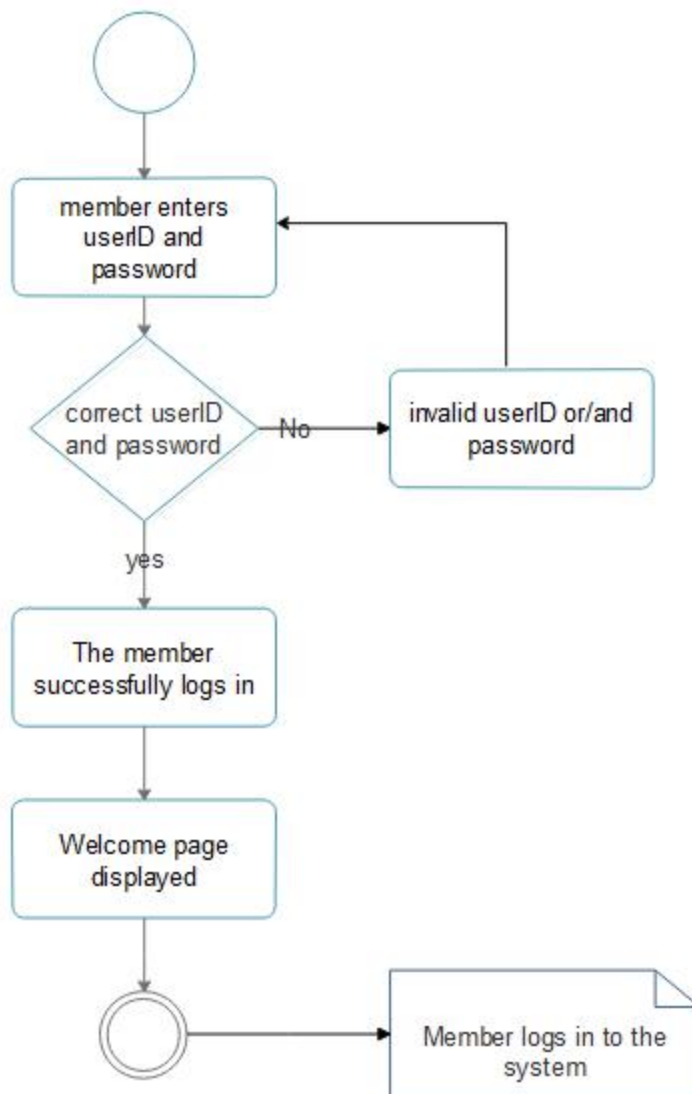 member enters
userID and
password
correct userID
and password
No
invalid userID or/and
password
yes
The member
successfully logs in
Welcome page
displayed
Member logs in to the
system